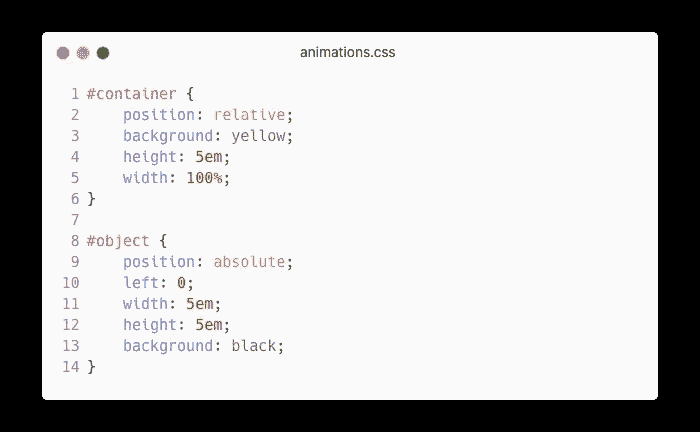 animations.css
1 #container {
2     position: relative;
3     background: yellow;
4     height: 5em;
5     width: 100%;
6 }
7
8 #object {
9     position: absolute;
10     left: 0;
11     width: 5em;
12     height: 5em;
13     background: black;
14 }